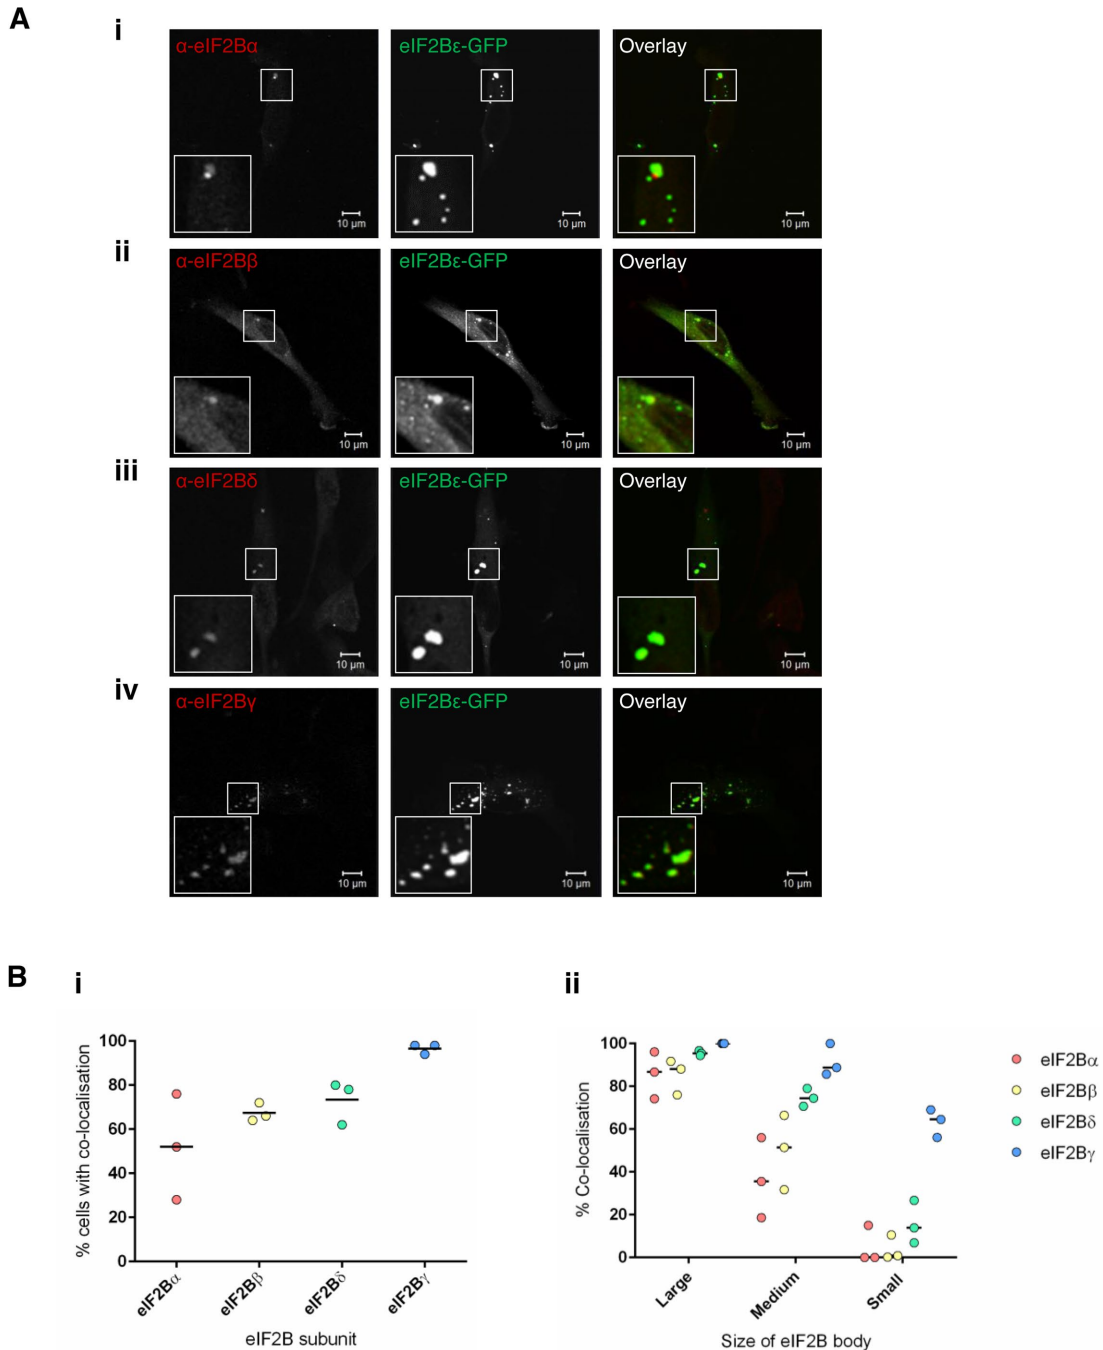 A
i
α-eIF2Bα eIF2Bε-GFP Overlay
10 µm 10 µm 10 µm
ii
α-eIF2Bβ eIF2Bε-GFP Overlay
10 µm 10 µm 10 µm
iii
α-eIF2Bδ eIF2Bε-GFP Overlay
10 µm 10 µm 10 µm
iv
α-eIF2Bγ eIF2Bε-GFP Overlay
10 µm 10 µm 10 µm
B
i
% cells with co-localisation
100
80
60
40
20
0
eIF2Bα eIF2Bβ eIF2Bδ eIF2Bγ
eIF2B subunit
ii
% Co-localisation
100
80
60
40
20
0
Large Medium Small
Size of eIF2B body
eIF2Bα
eIF2Bβ
eIF2Bδ
eIF2Bγ